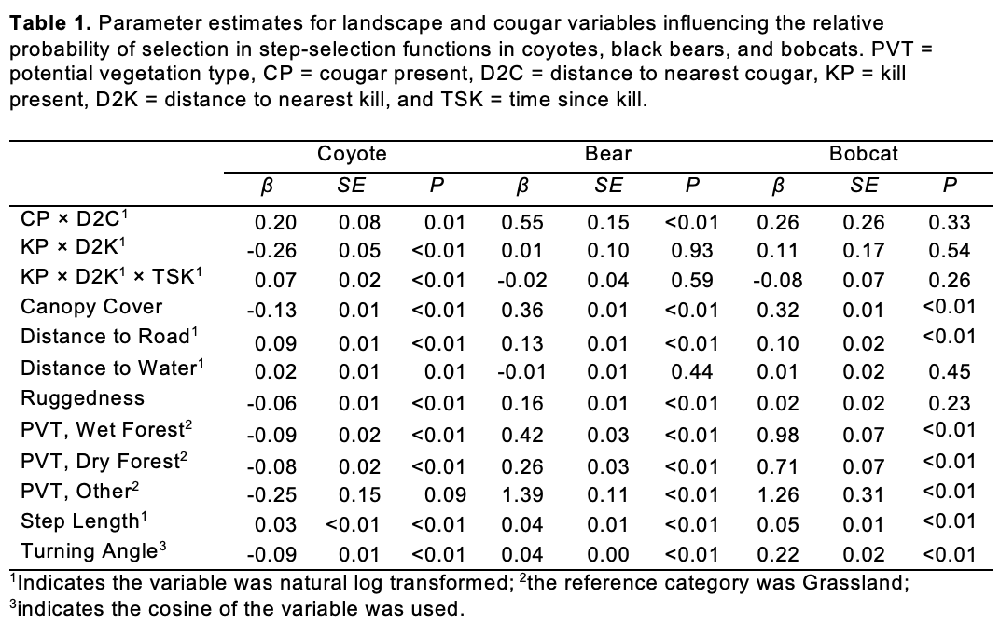 Table 1. Parameter estimates for landscape and cougar variables influencing the relative
probability of selection in step-selection functions in coyotes, black bears, and bobcats. PVT =
potential vegetation type, CP = cougar present, D2C = distance to nearest cougar, KP = kill
present, D2K = distance to nearest kill, and TSK = time since kill.
Coyote Bear Bobcat
β SE P β SE P β SE P
CP × D2C¹ 0.20 0.08 0.01 0.55 0.15 <0.01 0.26 0.26 0.33
KP × D2K¹ -0.26 0.05 <0.01 0.01 0.10 0.93 0.11 0.17 0.54
KP × D2K¹ × TSK¹ 0.07 0.02 <0.01 -0.02 0.04 0.59 -0.08 0.07 0.26
Canopy Cover -0.13 0.01 <0.01 0.36 0.01 <0.01 0.32 0.01 <0.01
Distance to Road¹ 0.09 0.01 <0.01 0.13 0.01 <0.01 0.10 0.02 <0.01
Distance to Water¹ 0.02 0.01 0.01 -0.01 0.01 0.44 0.01 0.02 0.45
Ruggedness -0.06 0.01 <0.01 0.16 0.01 <0.01 0.02 0.02 0.23
PVT, Wet Forest² -0.09 0.02 <0.01 0.42 0.03 <0.01 0.98 0.07 <0.01
PVT, Dry Forest² -0.08 0.02 <0.01 0.26 0.03 <0.01 0.71 0.07 <0.01
PVT, Other² -0.25 0.15 0.09 1.39 0.11 <0.01 1.26 0.31 <0.01
Step Length¹ 0.03 <0.01 <0.01 0.04 0.01 <0.01 0.05 0.01 <0.01
Turning Angle³ -0.09 0.01 <0.01 0.04 0.00 <0.01 0.22 0.02 <0.01
¹Indicates the variable was natural log transformed; ²the reference category was Grassland;
³indicates the cosine of the variable was used.